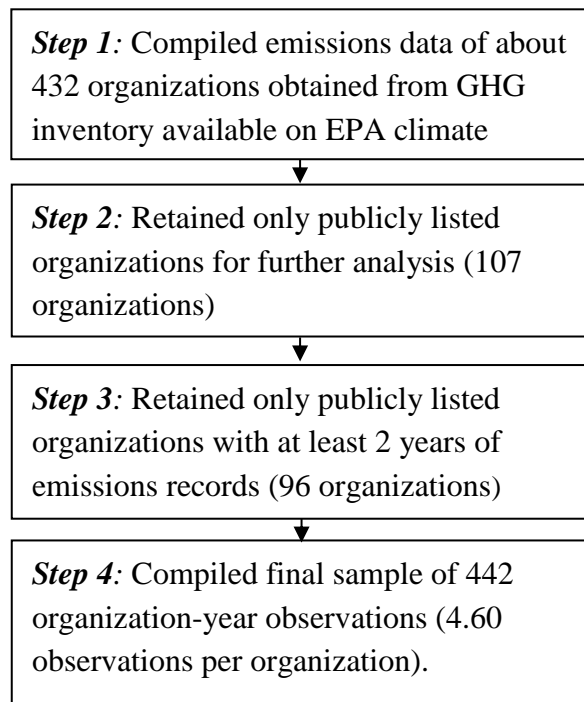 Step 1: Compiled emissions data of about
432 organizations obtained from GHG
inventory available on EPA climate
Step 2: Retained only publicly listed
organizations for further analysis (107
organizations)
Step 3: Retained only publicly listed
organizations with at least 2 years of
emissions records (96 organizations)
Step 4: Compiled final sample of 442
organization-year observations (4.60
observations per organization).